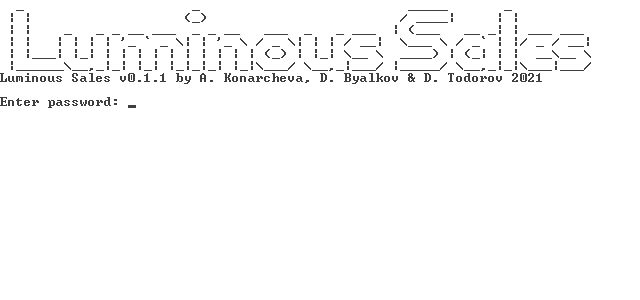 Luminous Sales
Luminous Sales v0.1.1 by A. Konarcheva, D. Byalkov & D. Todorov 2021
Enter password: _